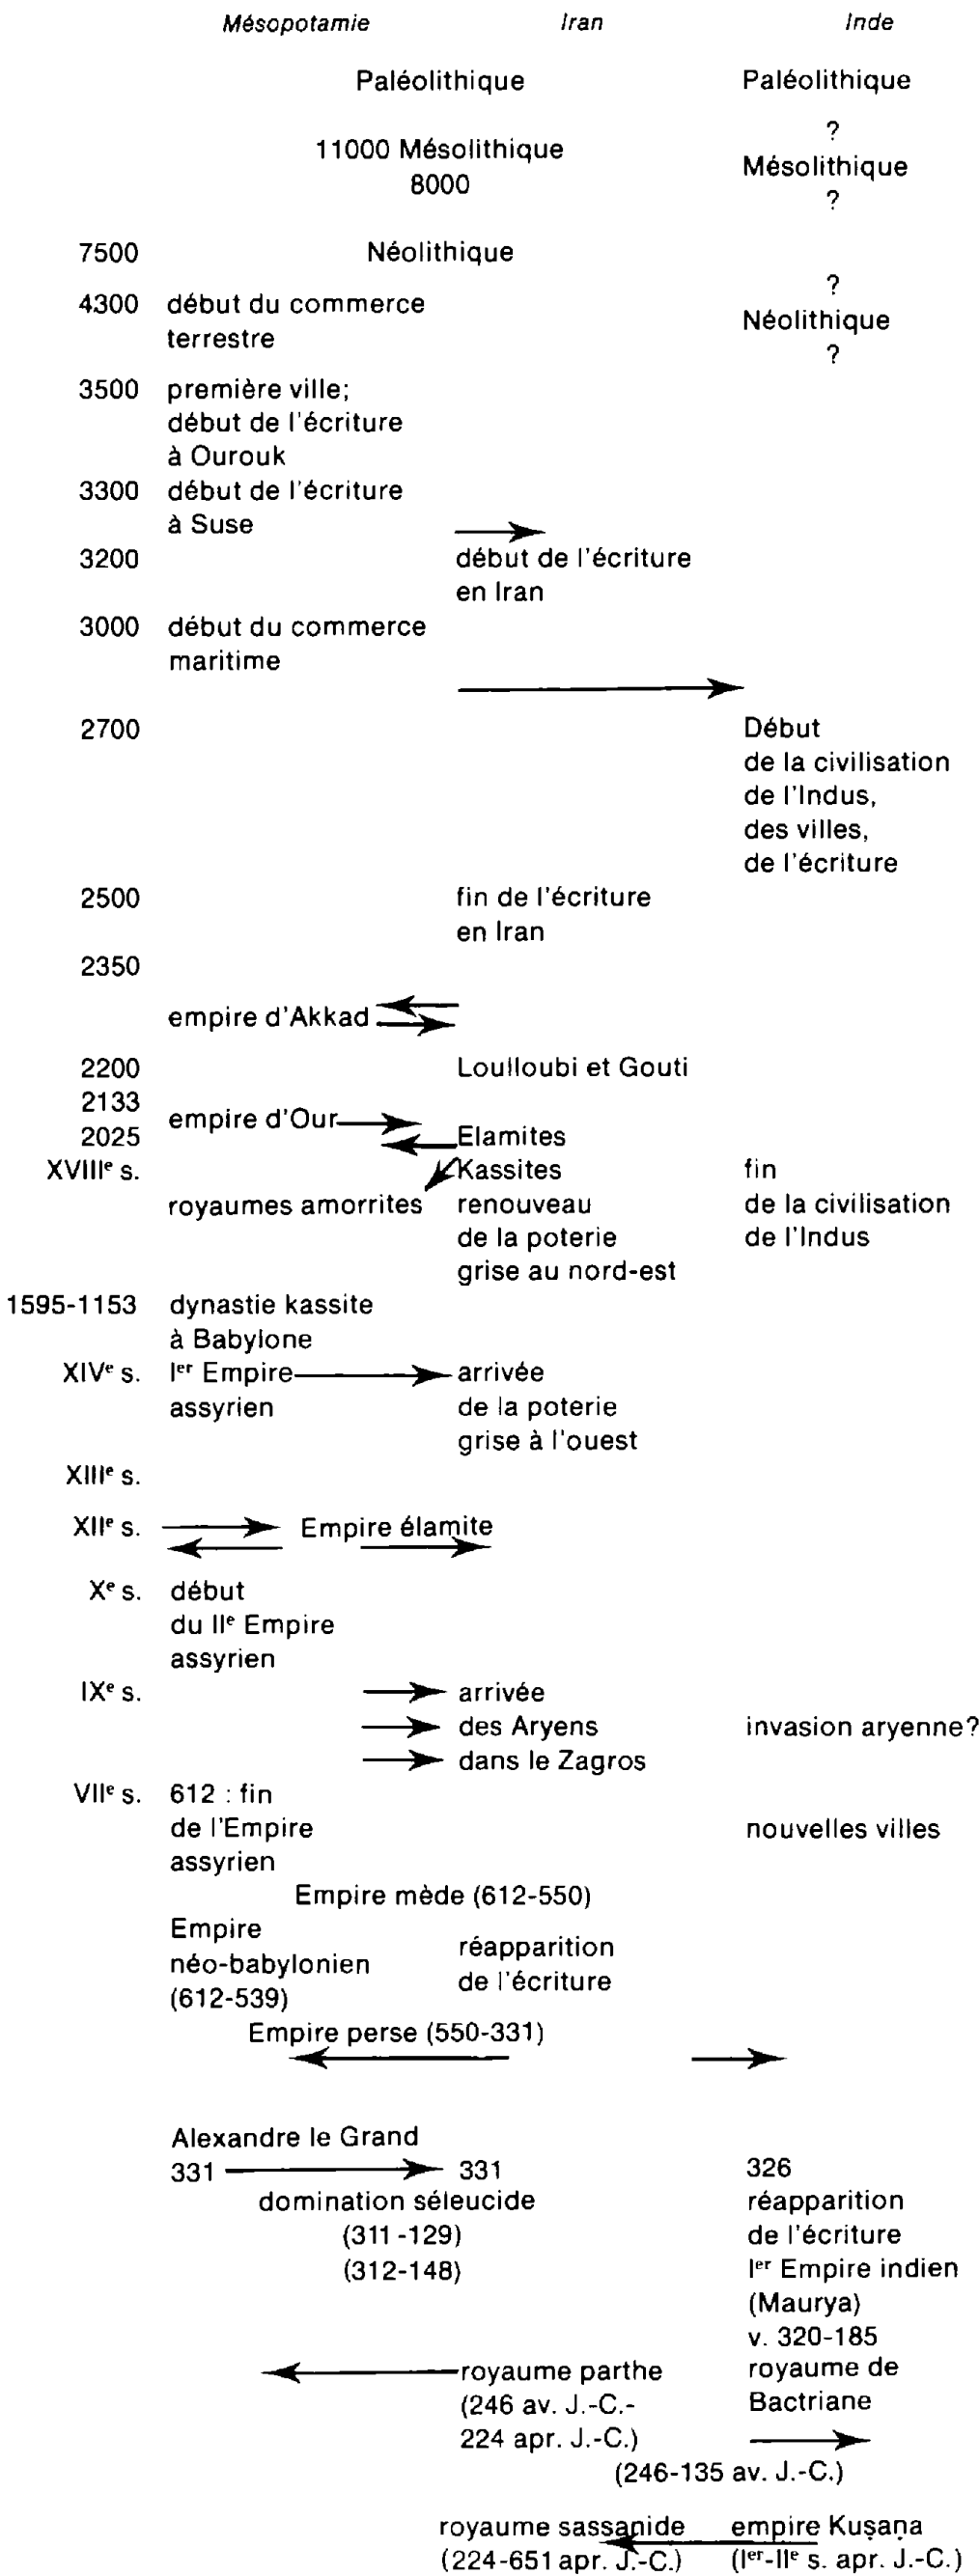 Mésopotamie Iran Inde
Paléolithique Paléolithique
?
11000 Mésolithique
Mésolithique
8000
?
7500 Néolithique
?
4300 début du commerce
Néolithique
terrestre
?
3500 première ville;
début de l'écriture
à Ourouk
3300 début de l'écriture
à Suse
3200 début de l'écriture
en Iran
3000 début du commerce
maritime
2700 Début
de la civilisation
de l'Indus,
des villes,
de l'écriture
2500 fin de l'écriture
en Iran
2350
empire d'Akkad
2200 Loulloubi et Gouti
2133
empire d'Our
2025 Elamites
XVIIIe s. Kassites fin
royaumes amorrites renouveau de la civilisation
de la poterie de l'Indus
grise au nord-est
1595-1153 dynastie kassite
à Babylone
XIVe s. Ier Empire arrivée
assyrien de la poterie
grise à l'ouest
XIIIe s.
XIIe s. Empire élamite
Xe s. début
du IIe Empire
assyrien
IXe s. arrivée
des Aryens invasion aryenne?
dans le Zagros
VIIe s. 612 : fin
de l'Empire nouvelles villes
assyrien
Empire mède (612-550)
Empire
réapparition
néo-babylonien
de l'écriture
(612-539)
Empire perse (550-331)
Alexandre le Grand
331 331 326
domination séleucide réapparition
(311-129) de l'écriture
(312-148) Ier Empire indien
(Maurya)
v. 320-185
royaume parthe royaume de
(246 av. J.-C.- Bactriane
224 apr. J.-C.)
(246-135 av. J.-C.)
royaume sassanide empire Kuṣaṇa
(224-651 apr. J.-C.) (Ier-IIe s. apr. J.-C.)